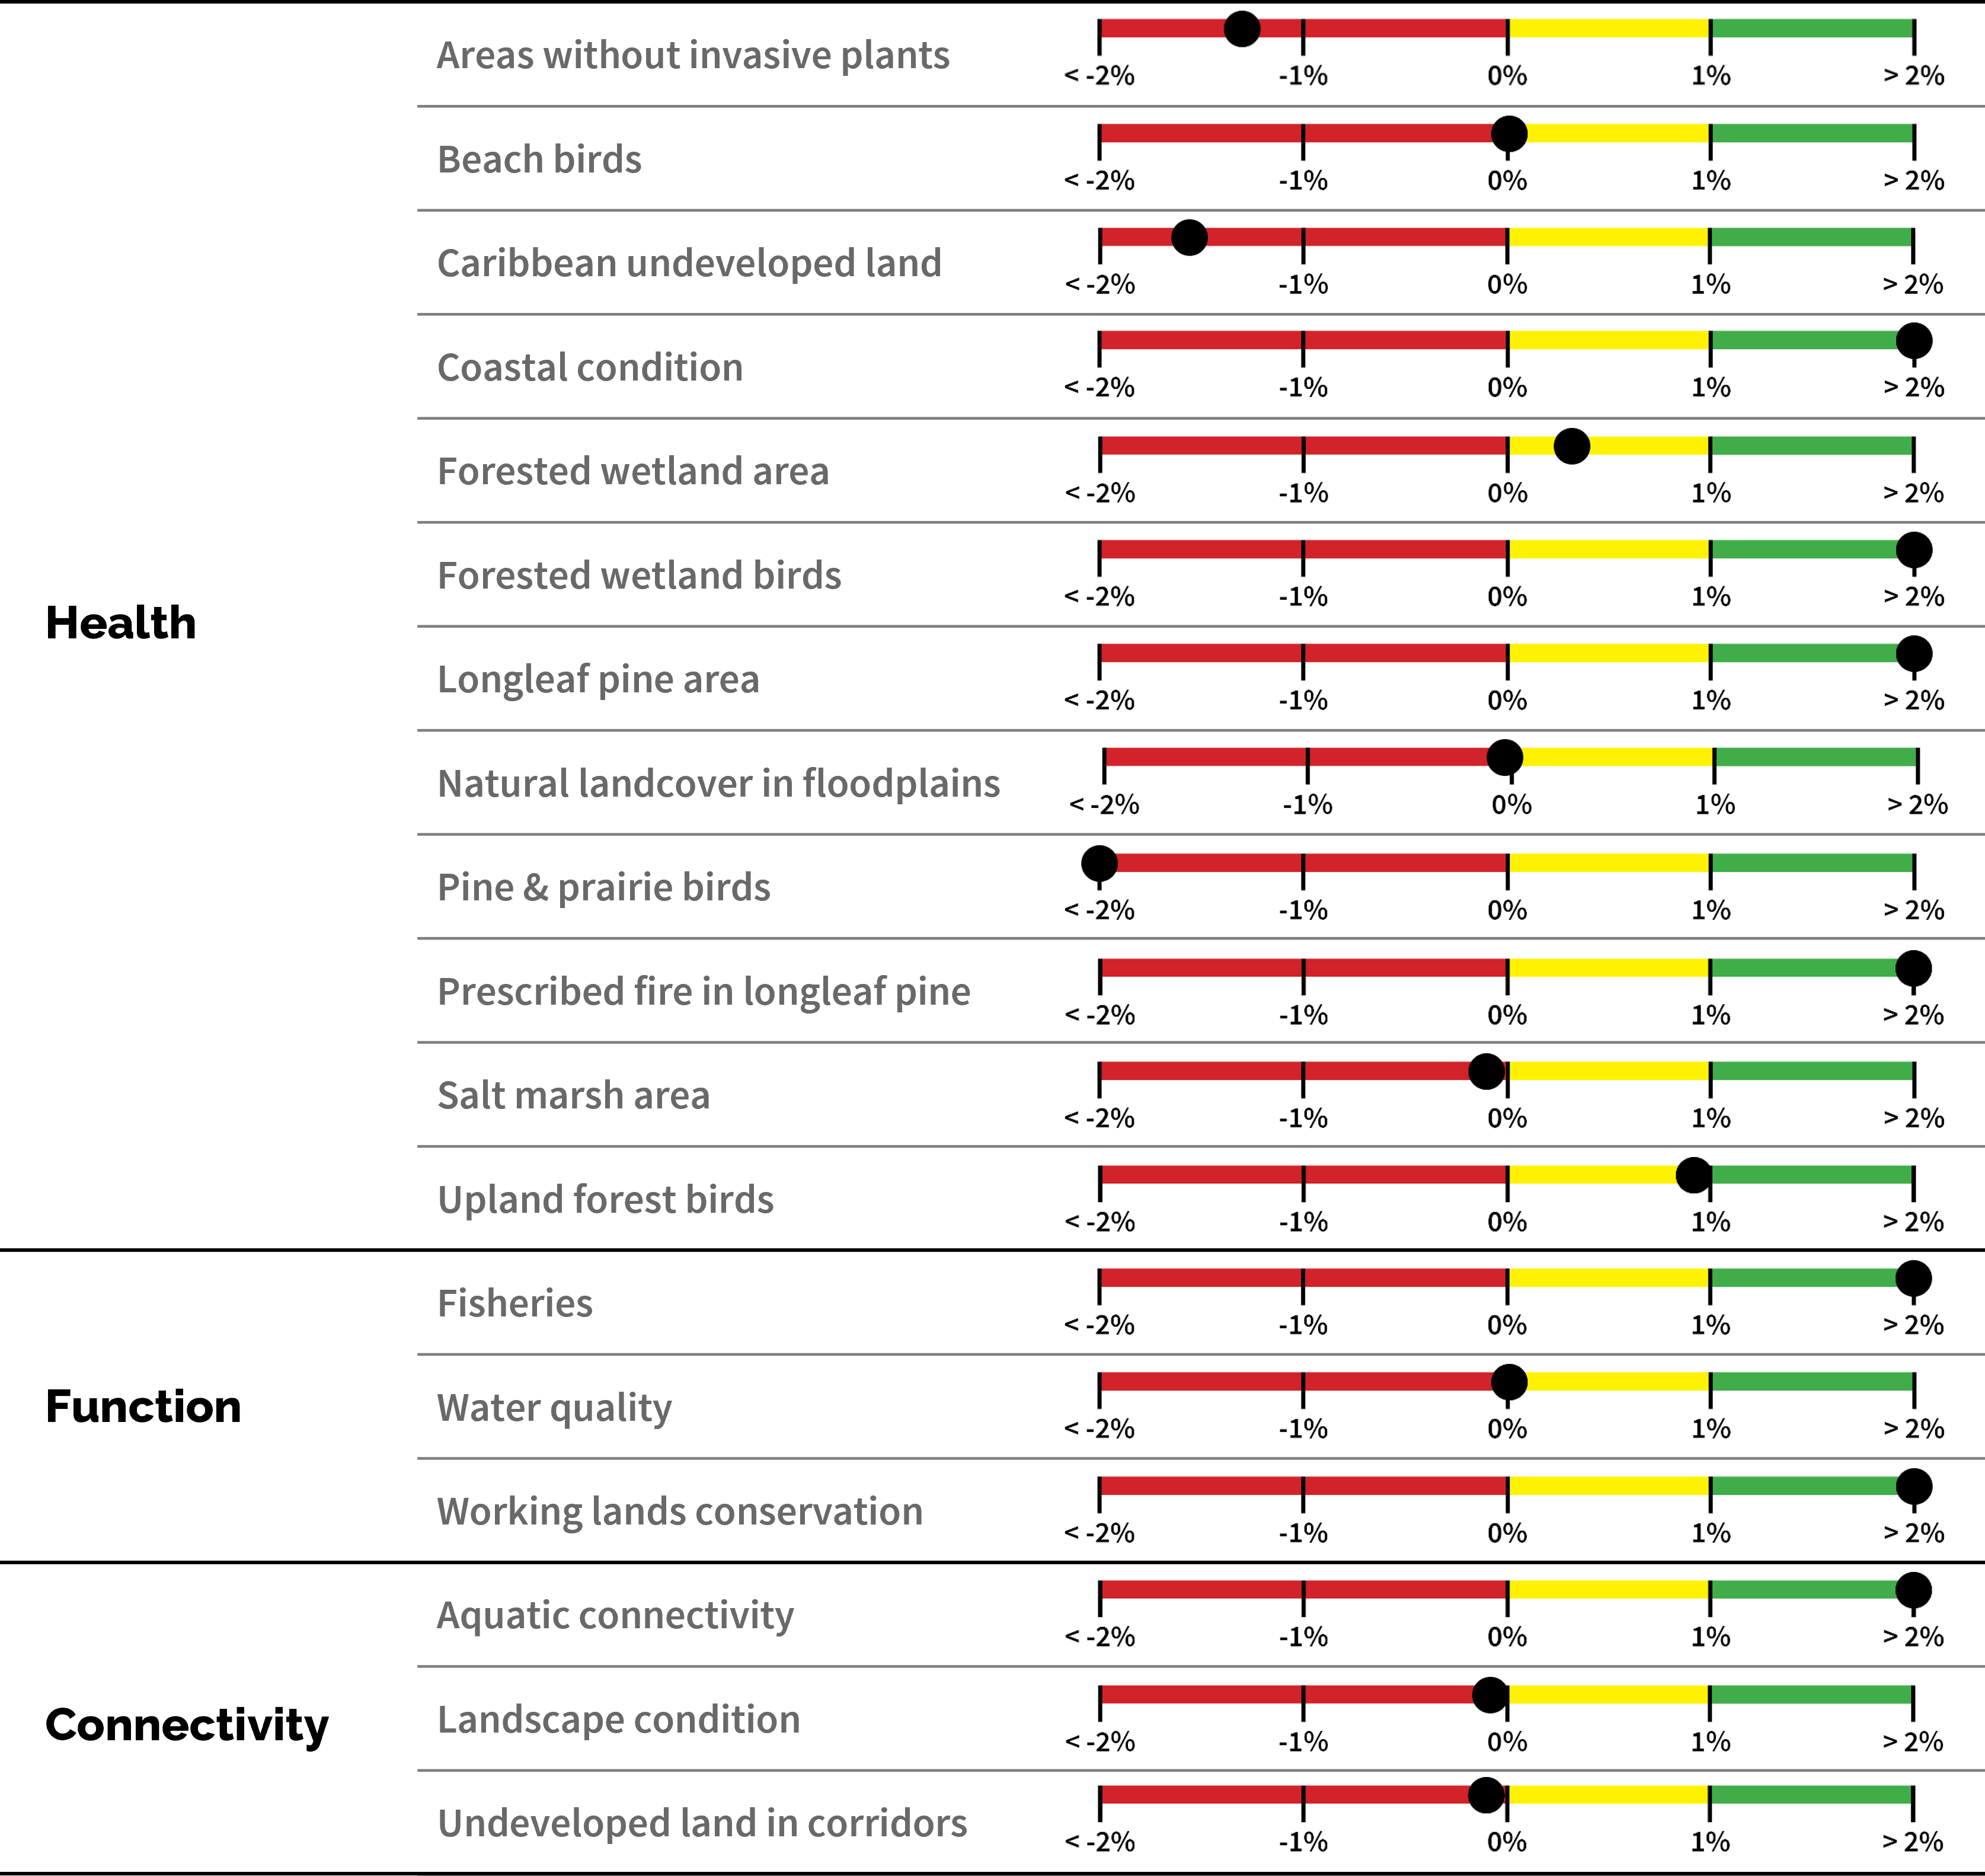 Health
Areas without invasive plants
< -2% -1% 0% 1% > 2%
Beach birds
< -2% -1% 0% 1% > 2%
Caribbean undeveloped land
< -2% -1% 0% 1% > 2%
Coastal condition
< -2% -1% 0% 1% > 2%
Forested wetland area
< -2% -1% 0% 1% > 2%
Forested wetland birds
< -2% -1% 0% 1% > 2%
Longleaf pine area
< -2% -1% 0% 1% > 2%
Natural landcover in floodplains
< -2% -1% 0% 1% > 2%
Pine & prairie birds
< -2% -1% 0% 1% > 2%
Prescribed fire in longleaf pine
< -2% -1% 0% 1% > 2%
Salt marsh area
< -2% -1% 0% 1% > 2%
Upland forest birds
< -2% -1% 0% 1% > 2%
Function
Fisheries
< -2% -1% 0% 1% > 2%
Water quality
< -2% -1% 0% 1% > 2%
Working lands conservation
< -2% -1% 0% 1% > 2%
Connectivity
Aquatic connectivity
< -2% -1% 0% 1% > 2%
Landscape condition
< -2% -1% 0% 1% > 2%
Undeveloped land in corridors
< -2% -1% 0% 1% > 2%